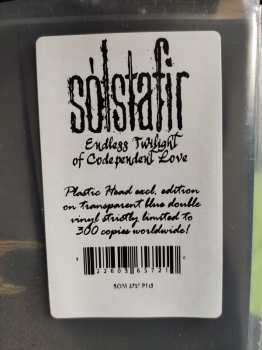 sólstafir
Endless Twilight
of Codependent Love
Plastic Head excl. edition
on transparent blue double
vinyl strictly limited to
300 copies worldwide!